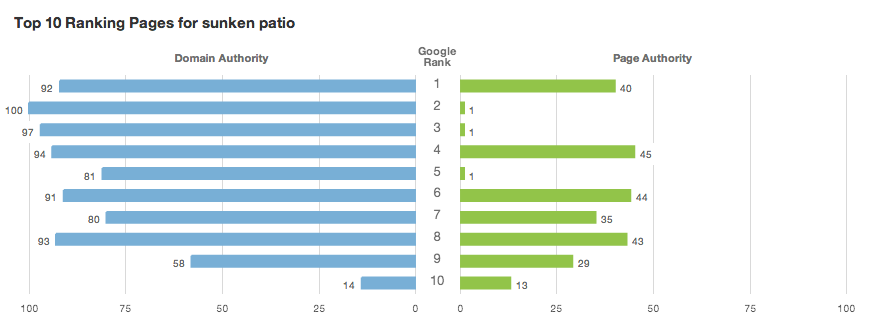 Top 10 Ranking Pages for sunken patio
Domain Authority Google Rank Page Authority
92 1 40
100 2 1
97 3 1
94 4 45
81 5 1
91 6 44
80 7 35
93 8 43
58 9 29
14 10 13
100 75 50 25 0 0 25 50 75 100